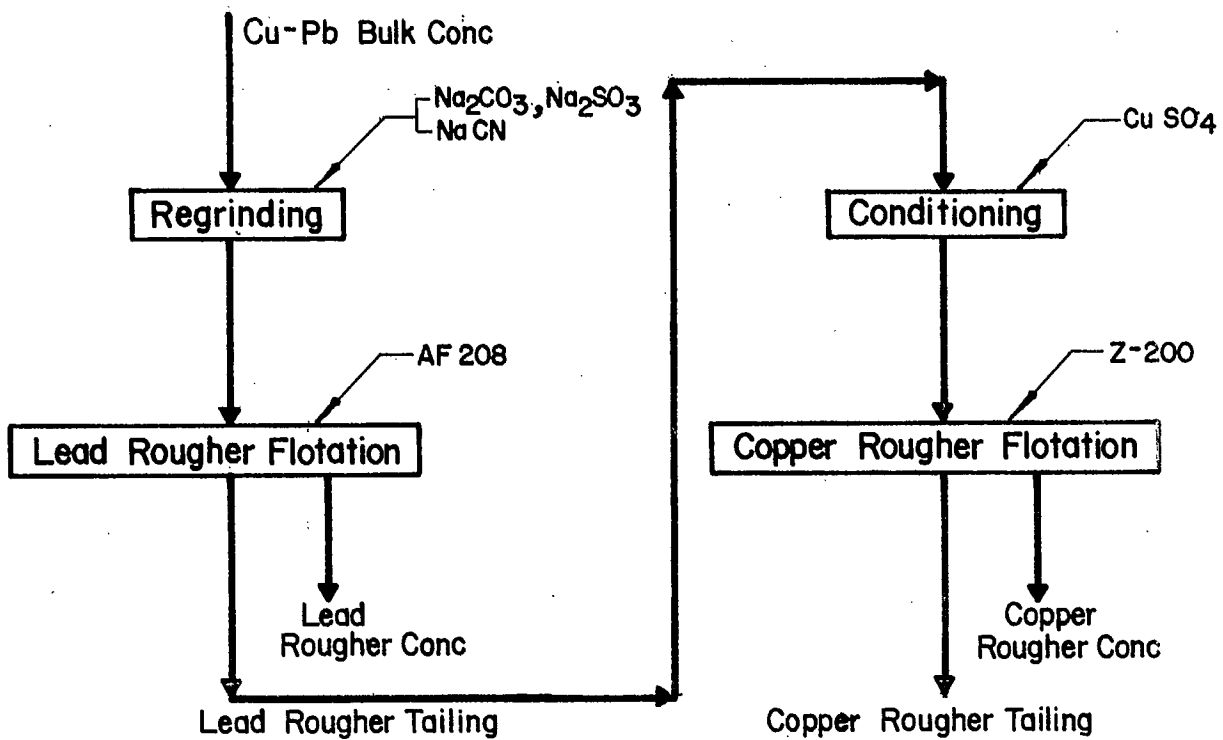 Cu-Pb Bulk Conc
Na₂CO₃, Na₂SO₃
NaCN
Regrinding
AF 208
Lead Rougher Flotation
Lead
Rougher Conc
Lead Rougher Tailing
CuSO₄
Conditioning
Z-200
Copper Rougher Flotation
Copper
Rougher Conc
Copper Rougher Tailing